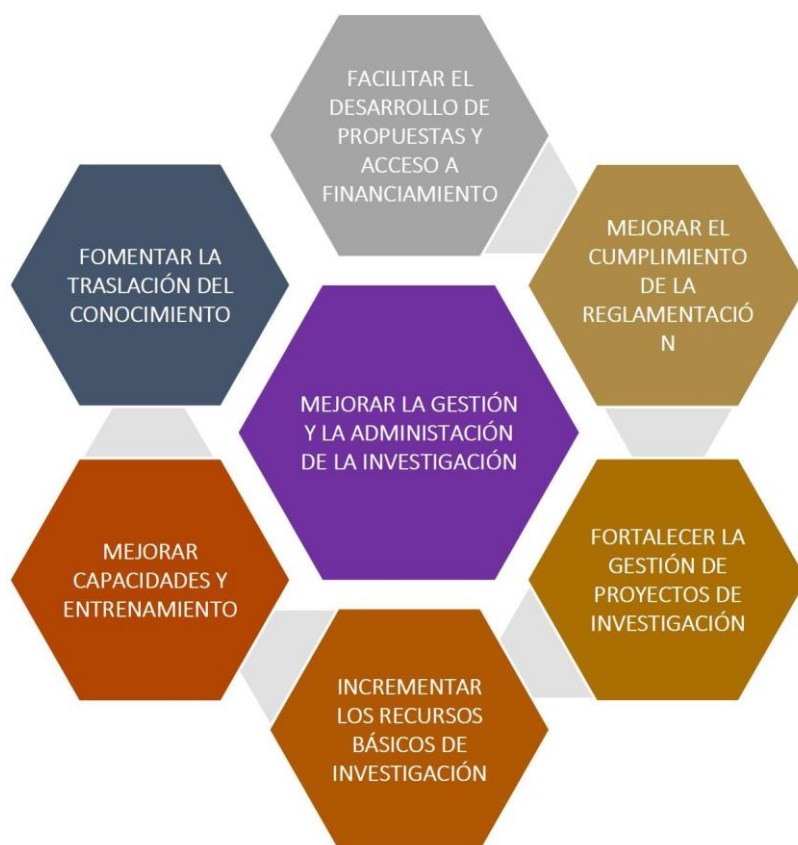 FACILITAR EL
DESARROLLO DE
PROPUESTAS Y
ACCESO A
FINANCIAMIENTO
MEJORAR EL
CUMPLIMIENTO
DE LA
REGLAMENTACIÓ
N
FORTALECER LA
GESTIÓN DE
PROYECTOS DE
INVESTIGACIÓN
INCREMENTAR
LOS RECURSOS
BÁSICOS DE
INVESTIGACIÓN
MEJORAR
CAPACIDADES Y
ENTRENAMIENTO
FOMENTAR LA
TRASLACIÓN DEL
CONOCIMIENTO
MEJORAR LA GESTIÓN
Y LA ADMINISTACIÓN
DE LA INVESTIGACIÓN